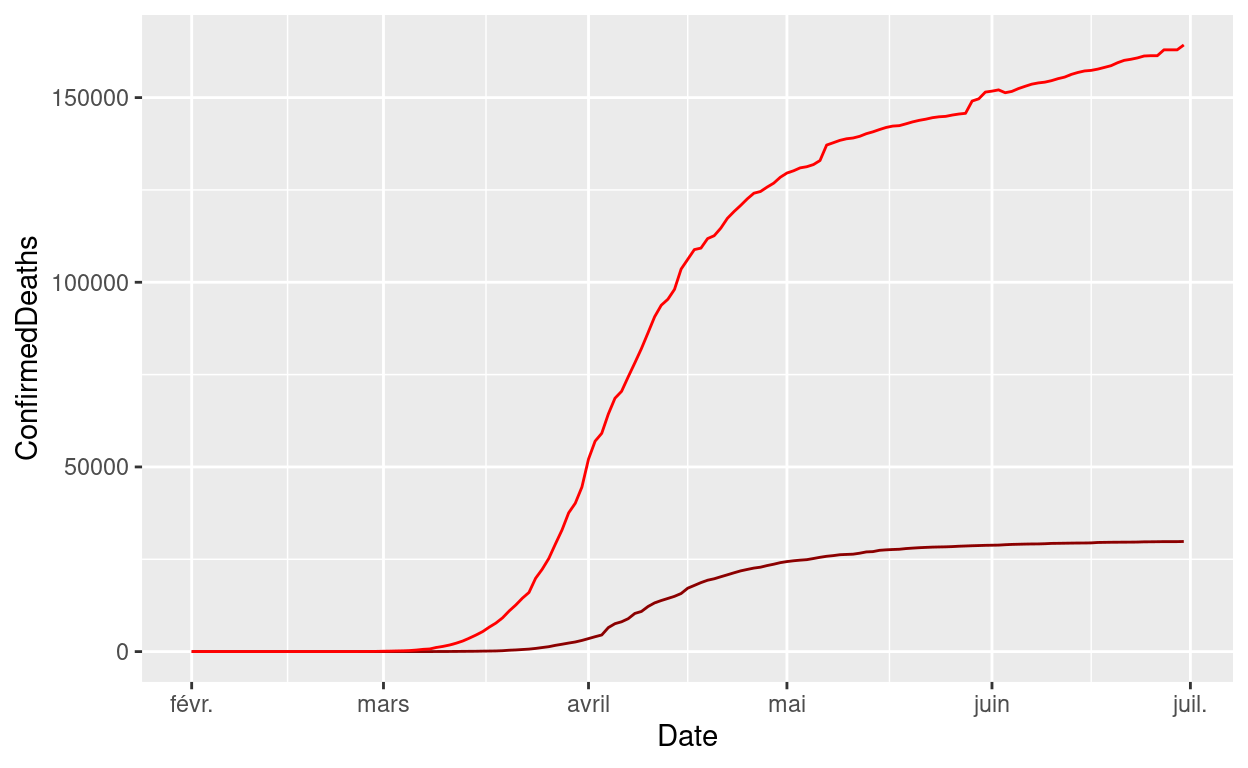 150000
100000
50000
0
ConfirmedDeaths
févr.
mars
avril
mai
juin
juil.
Date